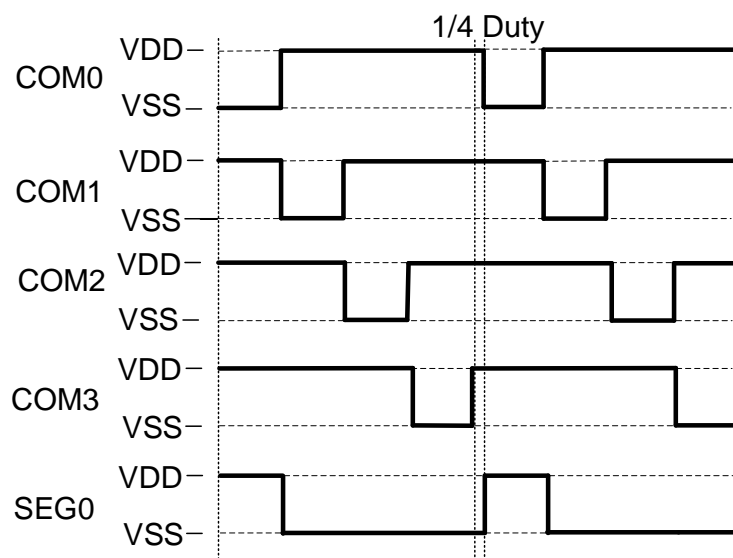 1/4 Duty
VDD
COM0
VSS
VDD
COM1
VSS
VDD
COM2
VSS
VDD
COM3
VSS
VDD
SEG0
VSS